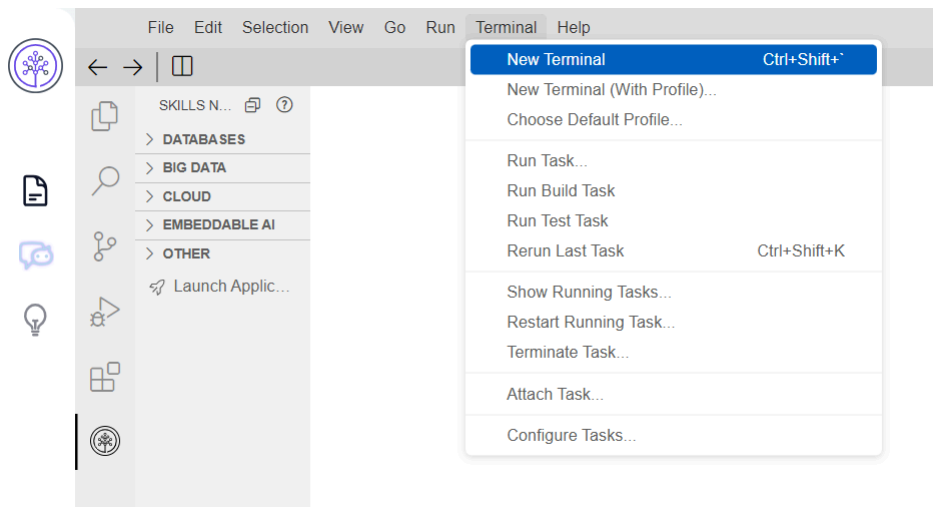 File Edit Selection View Go Run Terminal Help
SKILLS N...
DATABASES
BIG DATA
CLOUD
EMBEDDABLE AI
OTHER
Launch Applic...
New Terminal Ctrl+Shift+`
New Terminal (With Profile)...
Choose Default Profile...
Run Task...
Run Build Task
Run Test Task
Rerun Last Task Ctrl+Shift+K
Show Running Tasks...
Restart Running Task...
Terminate Task...
Attach Task...
Configure Tasks...